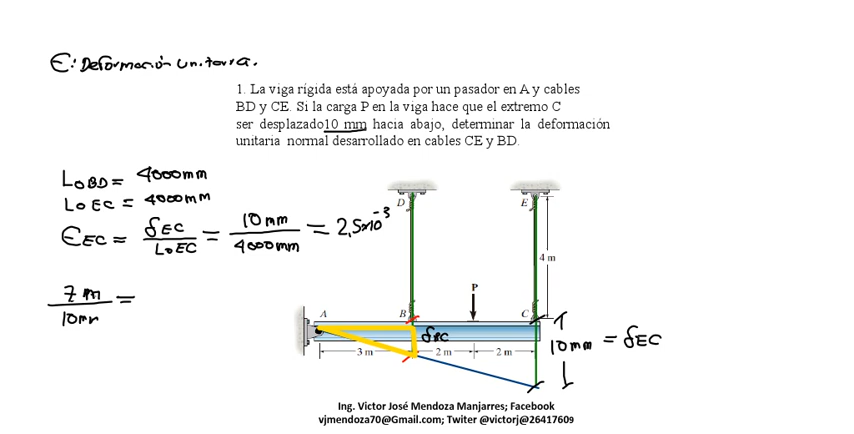 E: Deformación unitaria.
1. La viga rígida está apoyada por un pasador en A y cables
BD y CE. Si la carga P en la viga hace que el extremo C
ser desplazado10 mm hacia abajo, determinar la deformación
unitaria normal desarrollado en cables CE y BD.
LoBD = 4000mm
LoEC = 4000mm
EEC = δEC / LoEC = 10mm / 4000mm = 2,5x10⁻³
7m / 10mm =
D
E
4 m
P
A
B
C
3 m
2 m
2 m
10mm = δEC
Ing. Victor José Mendoza Manjarres; Facebook
vjmendoza70@Gmail.com; Twiter @victorj@26417609